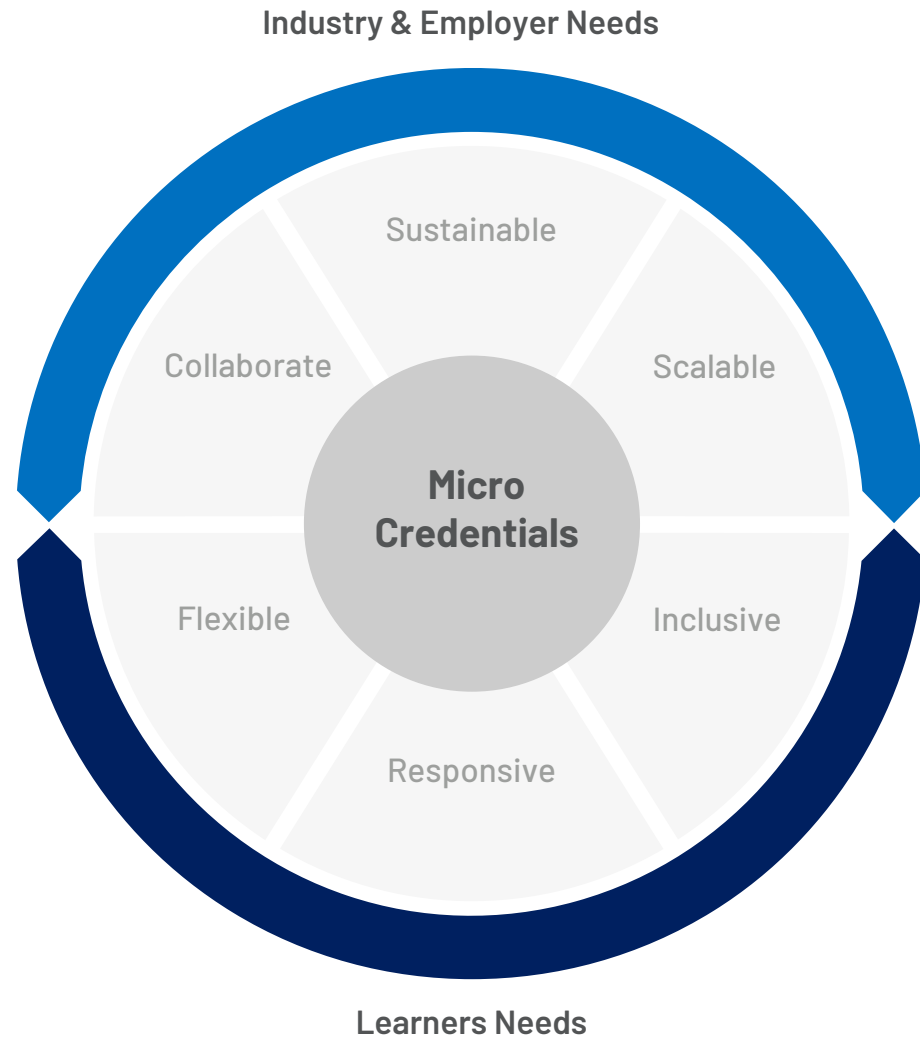 Industry & Employer Needs
Sustainable
Collaborate
Scalable
Micro
Credentials
Flexible
Inclusive
Responsive
Learners Needs